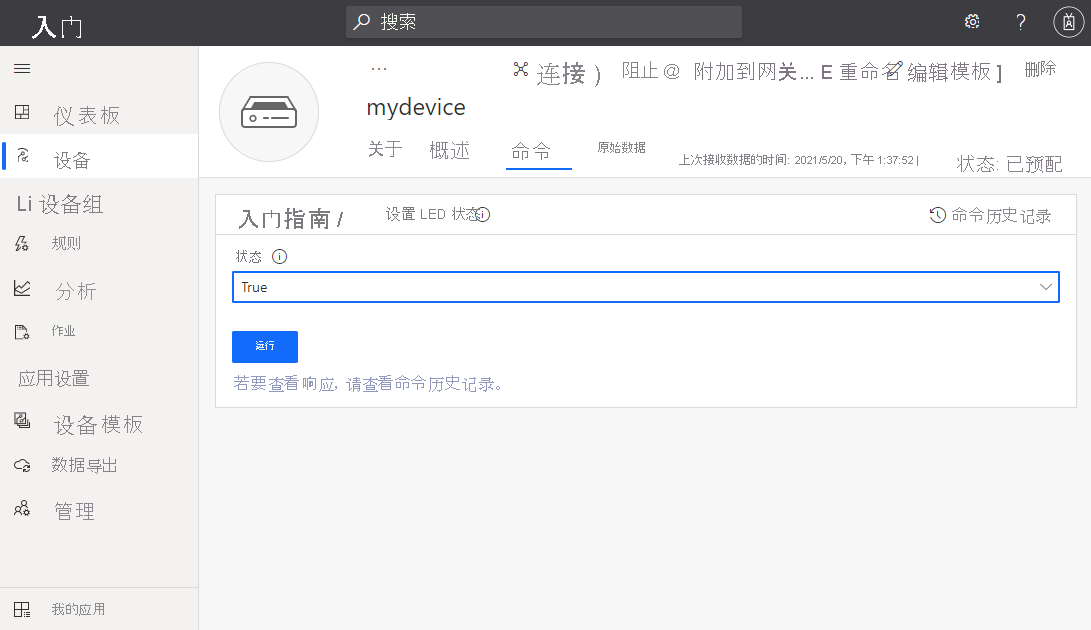 入门
搜索
?
仪表板
设备
Li 设备组
规则
分析
作业
应用设置
设备模板
数据导出
管理
我的应用
...
连接 )
阻止 @
附加到网关... E 重命名
编辑模板 ]
删除
mydevice
关于
概述
命令
原始数据
上次接收数据的时间: 2021/5/20, 下午 1:37:52 |
状态: 已预配
入门指南 /
设置 LED 状态
命令历史记录
状态
True
运行
若要查看响应, 请查看命令历史记录。